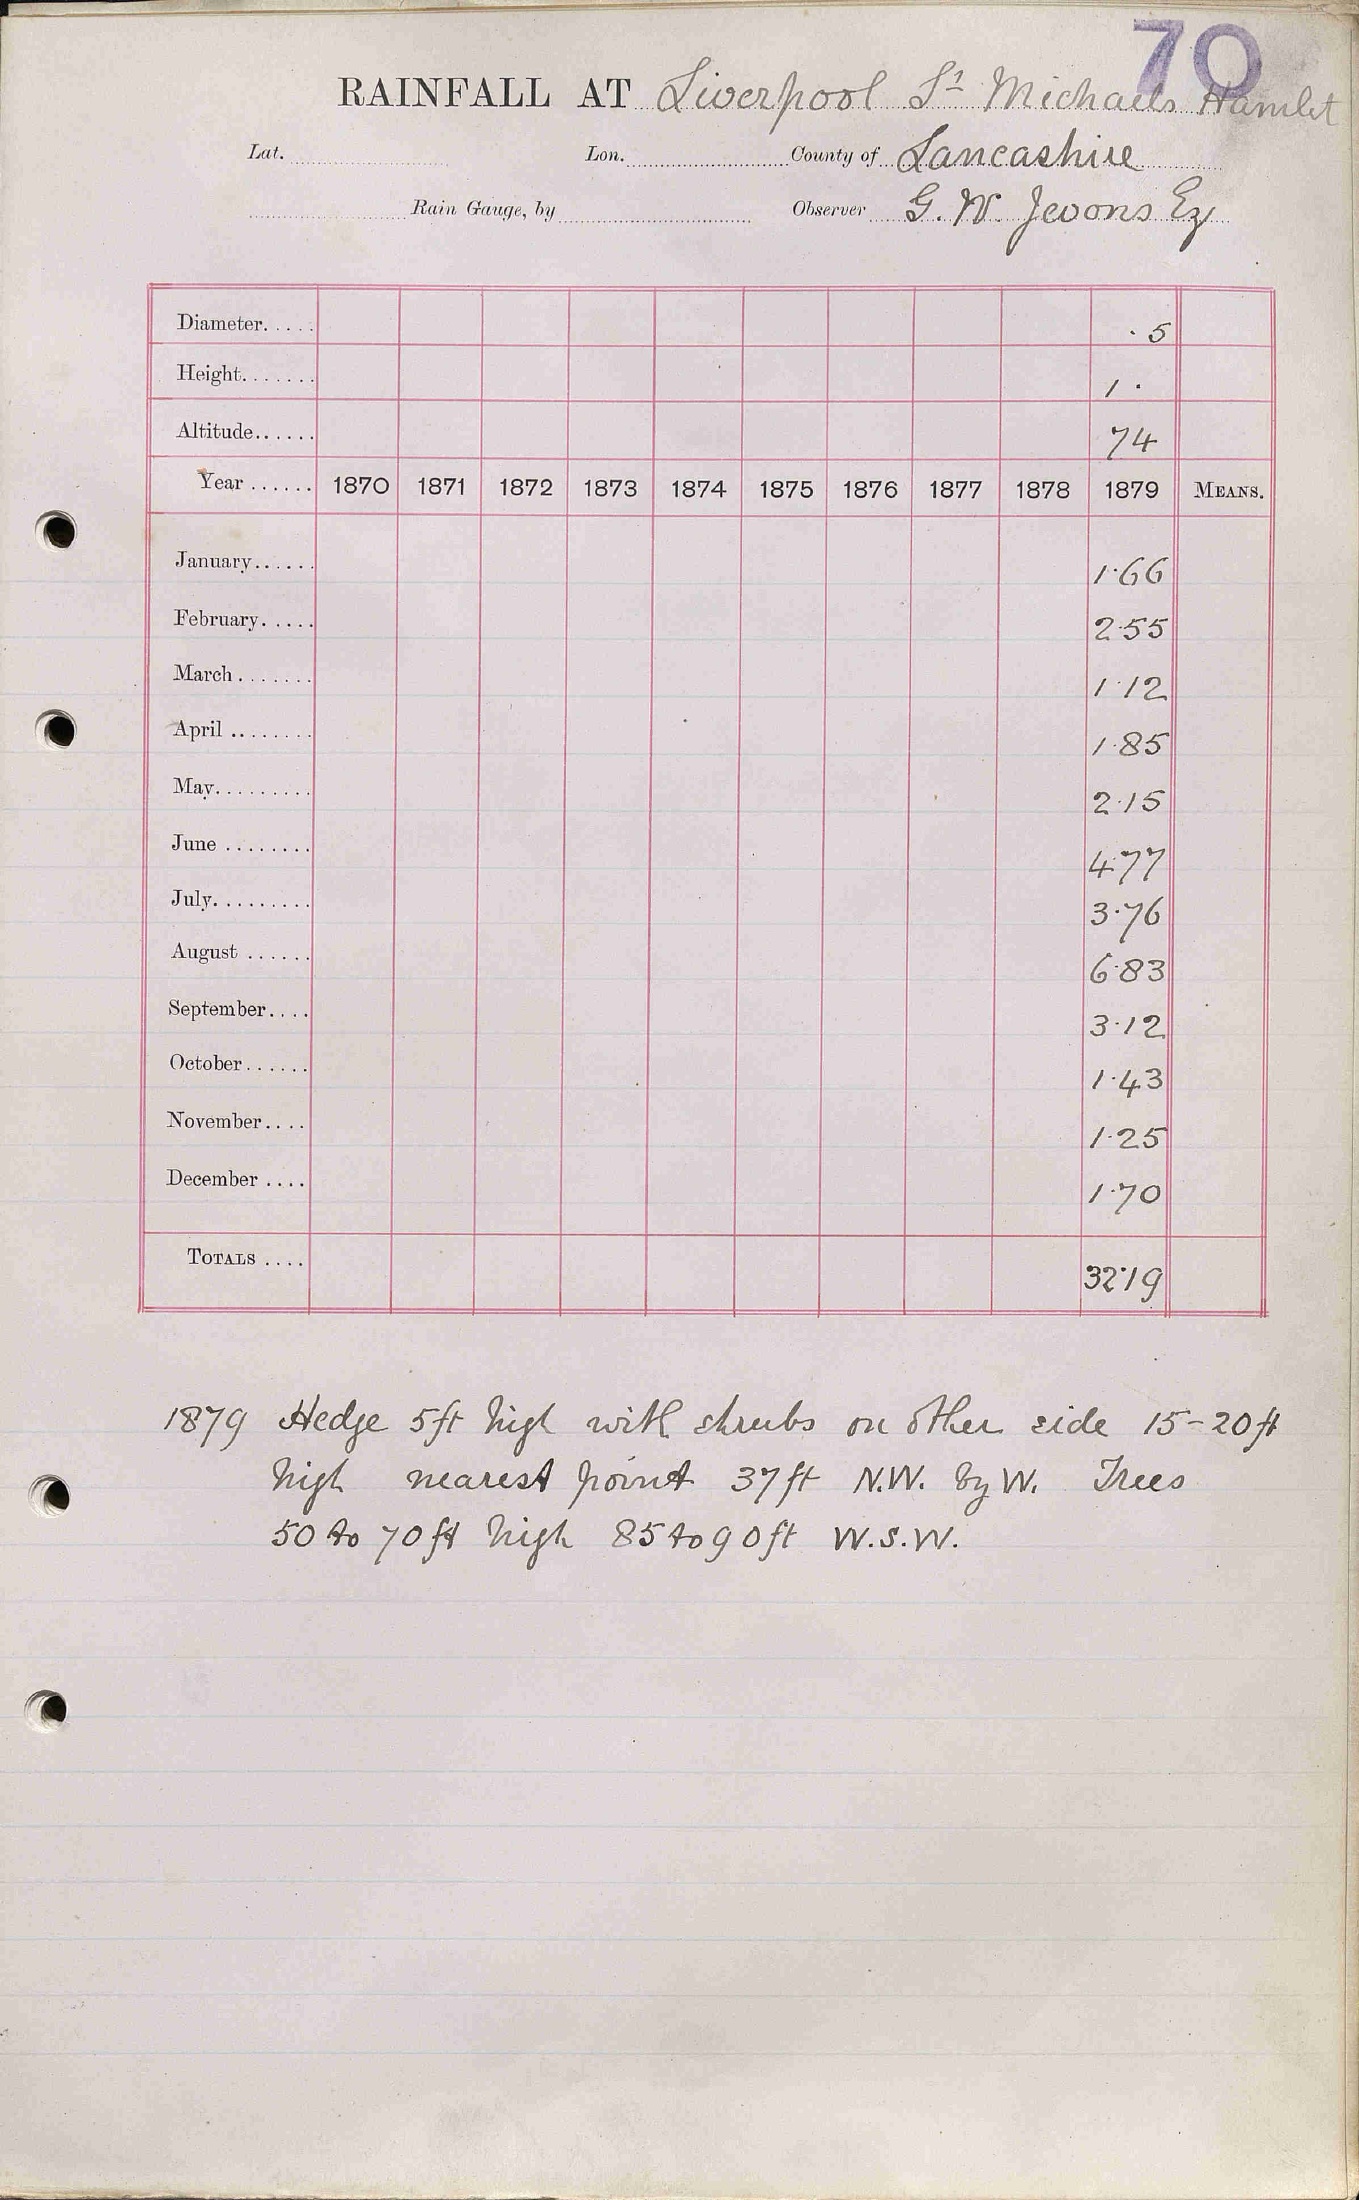 70
RAINFALL AT Liverpool St Michaels Hamlet
Lat. Lon. County of Lancashire
Rain Gauge, by Observer G. W. Jevons Esq
Diameter..... ·5
Height....... 1·
Altitude...... 74
Year ...... 1870 1871 1872 1873 1874 1875 1876 1877 1878 1879 MEANS.
January...... 1·66
February..... 2·55
March ....... 1·12
April ........ 1·85
May......... 2·15
June ........ 4·77
July......... 3·76
August ...... 6·83
September.... 3·12
October...... 1·43
November.... 1·25
December .... 1·70
TOTALS .... 32·19
1879 Hedge 5ft high with shrubs on other side 15-20ft
high nearest point 37ft N.W. by W. Trees
50 to 70ft high 85 to 90ft W.S.W.